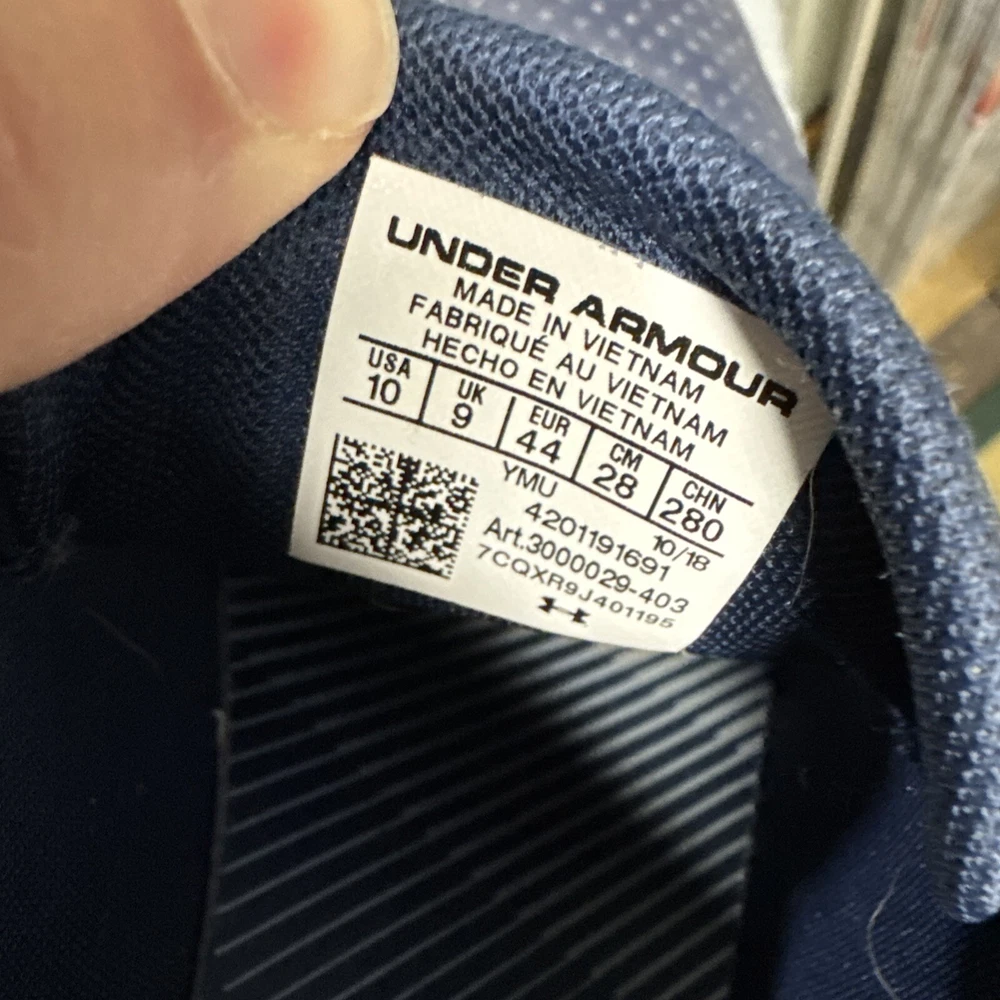 UNDER ARMOUR
MADE IN VIETNAM
FABRIQUÉ AU VIETNAM
HECHO EN VIETNAM
USA UK EUR CM CHN
10 9 44 28 280
YMU 10/18
4201191691
Art.3000029-403
7CQXR9J401195